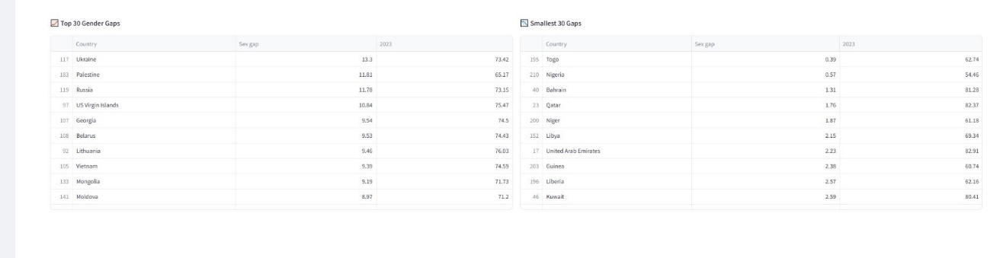 Top 30 Gender Gaps
Country Sex gap 2023
117 Ukraine 13.3 73.42
183 Palestine 11.81 65.17
119 Russia 11.78 73.15
97 US Virgin Islands 10.84 75.47
107 Georgia 9.54 74.5
108 Belarus 9.53 74.43
92 Lithuania 9.46 76.03
105 Vietnam 9.39 74.59
133 Mongolia 9.19 71.73
141 Moldova 8.97 71.2
Smallest 30 Gaps
Country Sex gap 2023
195 Togo 0.39 62.74
210 Nigeria 0.57 54.46
40 Bahrain 1.31 81.28
23 Qatar 1.76 82.37
200 Niger 1.87 61.18
152 Libya 2.15 69.34
17 United Arab Emirates 2.23 82.91
203 Guinea 2.38 60.74
196 Liberia 2.57 62.16
46 Kuwait 2.59 80.41